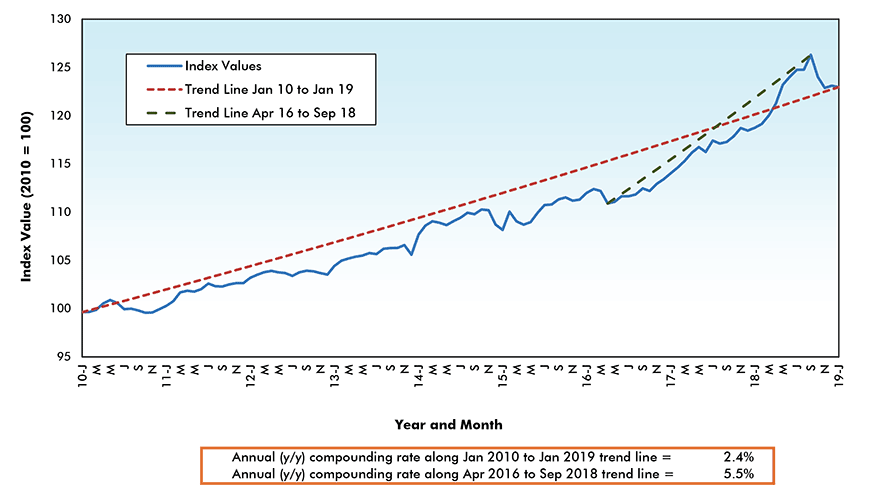 130
125
120
115
110
105
100
95
Index Value (2010 = 100)
Index Values
Trend Line Jan 10 to Jan 19
Trend Line Apr 16 to Sep 18
10-J M M J S N 11-J M M J S N 12-J M M J S N 13-J M M J S N 14-J M M J S N 15-J M M J S N 16-J M M J S N 17-J M M J S N 18-J M M J S N 19-J
Year and Month
Annual (y/y) compounding rate along Jan 2010 to Jan 2019 trend line = 2.4%
Annual (y/y) compounding rate along Apr 2016 to Sep 2018 trend line = 5.5%